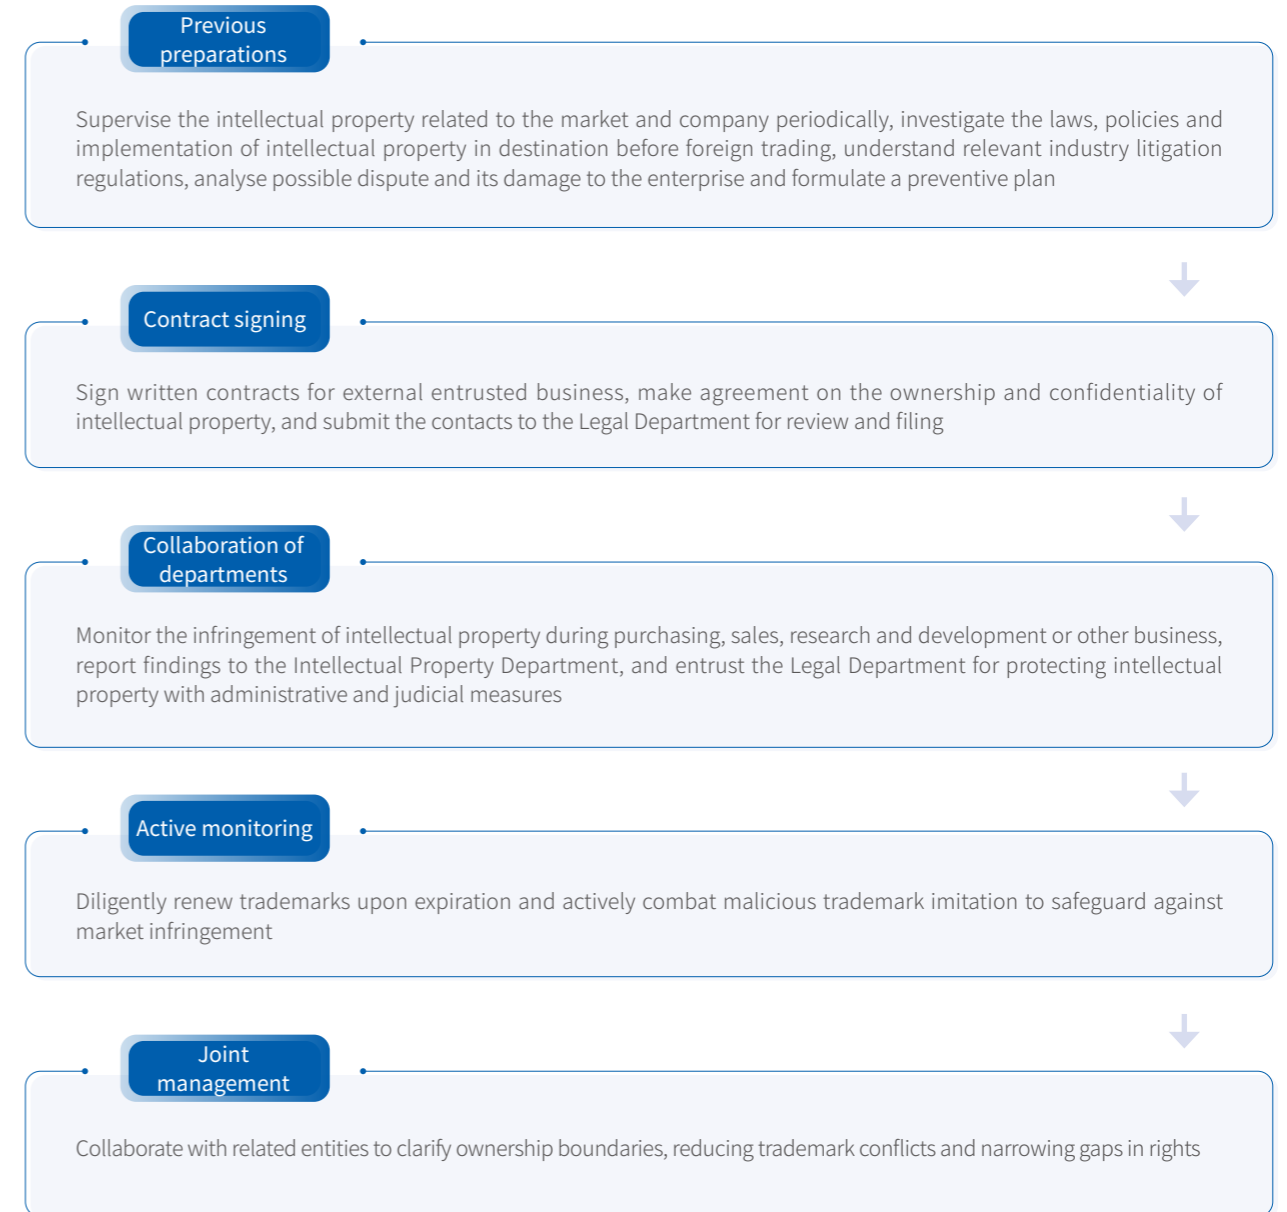 Previous
preparations
Supervise the intellectual property related to the market and company periodically, investigate the laws, policies and
implementation of intellectual property in destination before foreign trading, understand relevant industry litigation
regulations, analyse possible dispute and its damage to the enterprise and formulate a preventive plan
Contract signing
Sign written contracts for external entrusted business, make agreement on the ownership and confidentiality of
intellectual property, and submit the contacts to the Legal Department for review and filing
Collaboration of
departments
Monitor the infringement of intellectual property during purchasing, sales, research and development or other business,
report findings to the Intellectual Property Department, and entrust the Legal Department for protecting intellectual
property with administrative and judicial measures
Active monitoring
Diligently renew trademarks upon expiration and actively combat malicious trademark imitation to safeguard against
market infringement
Joint
management
Collaborate with related entities to clarify ownership boundaries, reducing trademark conflicts and narrowing gaps in rights